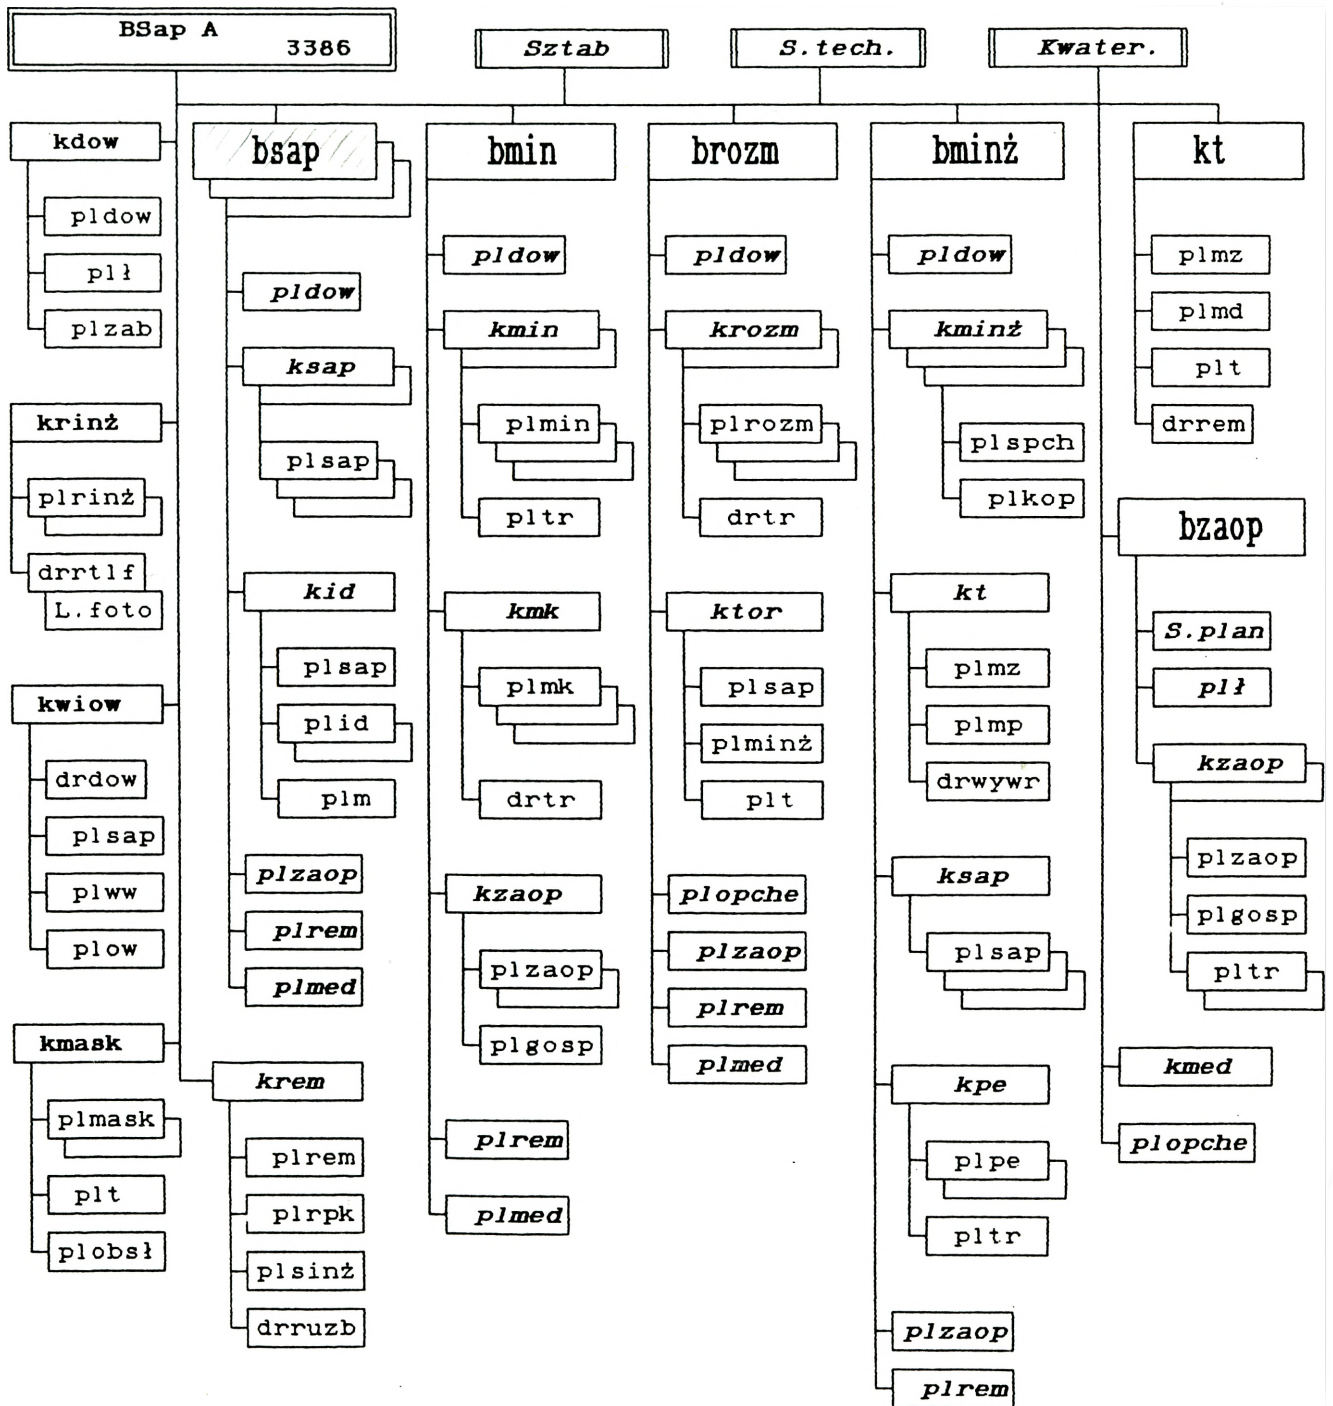 BSap A
3386
Sztab
S.tech.
Kwater.
kdow
pldow
plł
plzab
krinż
plrinż
drrtlf
L.foto
kwiow
drdow
plsap
plww
plow
kmask
plmask
plt
plobsł
bsap
pldow
ksap
plsap
kid
plsap
plid
plm
plzaop
plrem
plmed
krem
plrem
plrpk
plsinż
drruzb
bmin
pldow
kmin
plmin
pltr
kmk
plmk
drtr
kzaop
plzaop
plgosp
plrem
plmed
brozm
pldow
krozm
plrozm
drtr
ktor
plsap
plminż
plt
plopche
plzaop
plrem
plmed
bminż
pldow
kminż
plspch
plkop
kt
plmz
plmp
drwywr
ksap
plsap
kpe
plpe
pltr
plzaop
plrem
kt
plmz
plmd
plt
drrem
bzaop
S.plan
plł
kzaop
plzaop
plgosp
pltr
kmed
plopche